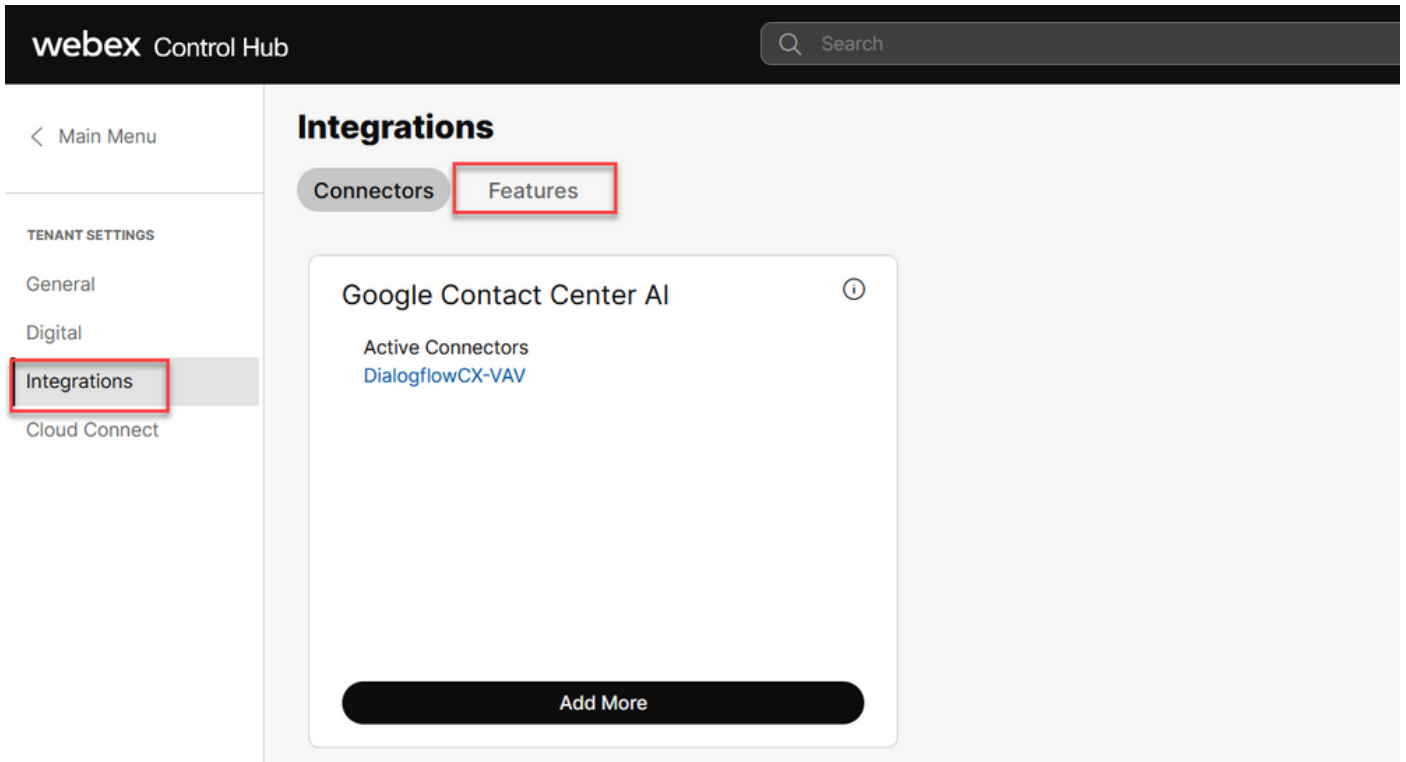 webex Control Hub
Search
Main Menu
TENANT SETTINGS
General
Digital
Integrations
Cloud Connect
Integrations
Connectors
Features
Google Contact Center AI
Active Connectors
DialogflowCX-VAV
Add More